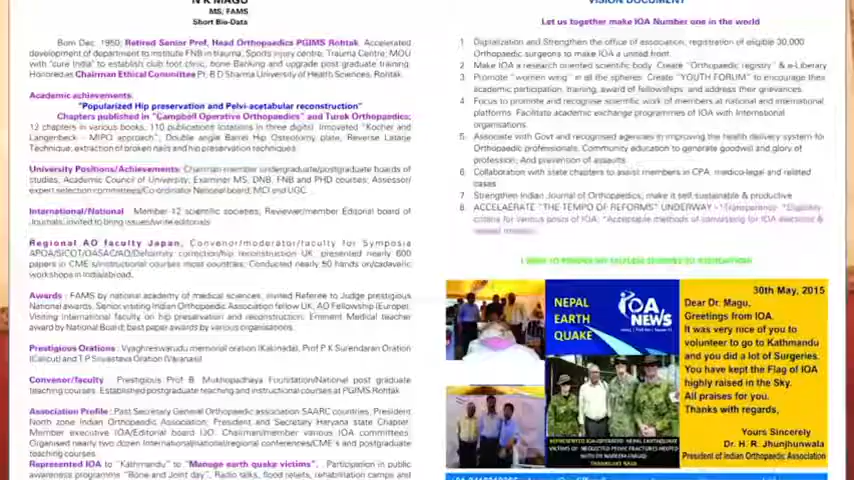 N K MAGU
MS, FAMS
Short Bio-Data
Born Dec. 1950; Retired Senior Prof, Head Orthopaedics PGIMS Rohtak. Accelerated
development of department to institute FNB in trauma, Sports injury centre, Trauma Centre; MOU
with "cure India" to establish club foot clinic, bone Banking and upgrade post graduate training.
Honored as Chairman Ethical Committee Pt. B D Sharma University of Health Sciences, Rohtak.
Academic achievements:
"Popularized Hip preservation and Pelvi-acetabular reconstruction"
Chapters published in "Campbell Operative Orthopaedics" and Turek Orthopaedics;
12 chapters in various books, 110 publications (citations in three digits). Innovated "Kocher and
Langenbeck - MIPO approach", Double angle Barrel Hip Osteotomy plate, Reverse Latarje
Technique, extraction of broken nails and hip preservation techniques.
University Positions/Achievements: Chairman-member undergraduate/postgraduate boards of
studies, Academic Council of University; Examiner MS, DNB, FNB and PHD courses; Assessor/
expert selection committees/Co-ordinator National board, MCI and UGC.
International/National : Member 12 scientific societies, Reviewer/member Editorial board of
Journals; invited to bring issues/write editorials
Regional AO faculty Japan, Convenor/moderator/faculty for Symposia
APOA/SICOT/OASAC/AO/Deformity correction/hip reconstruction UK; presented nearly 600
papers in CME s/instructional courses most countries; Conducted nearly 50 hands on/cadaveric
workshops in India/abroad.
Awards : FAMS by national academy of medical sciences, invited Referee to Judge prestigious
National awards, Senior visiting Indian Orthopaedic Association fellow UK, AO Fellowship (Europe),
Visiting International faculty on hip preservation and reconstruction. Eminent Medical teacher
award by National Board; best paper awards by various organisations.
Prestigious Orations : Vyaghreswarudu memorial oration (Kakinada), Prof P K Surendaran Oration
(Calicut) and T P Srivastava Oration (Varanasi)
Convenor/faculty : Prestigious Prof B Mukhopadhaya Foundation/National post graduate
teaching courses. Established postgraduate teaching and instructional courses at PGIMS Rohtak
Association Profile : Past Secretary General Orthopaedic association SAARC countries, President
North zone Indian Orthopaedic Association; President and Secretary Haryana state Chapter.
Member executive IOA/Editorial board IJO. Chairman/member various IOA committees.
Organised nearly two dozen International/national/regional conferences/CME's and postgraduate
teaching courses.
Represented IOA to "Kathmandu" to "Manage earth quake victims". . Participation in public
awareness programme "Bone and Joint day", Radio talks, flood reliefs, rehabilitation camps and
VISION DOCUMENT
Let us together make IOA Number one in the world
1. Digitalization and Strengthen the office of association, registration of eligible 30,000
Orthopaedic surgeons to make IOA a united front.
2. Make IOA a research oriented scientific body. Create "Orthopaedic registry" & e-Liberary
3. Promote "women wing" in all the spheres. Create "YOUTH FORUM" to encourage their
academic participation, training, award of fellowships and address their grievances.
4. Focus to promote and recognise scientific work of members at national and international
platforms. Facilitate academic exchange programmes of IOA with International
organisations.
5. Associate with Govt and recognised agencies in improving the health delivery system for
Orthopaedic professionals, Community education to generate goodwill and glory of
profession; And prevention of assaults.
6. Collaboration with state chapters to assist members in CPA, medico-legal and related
cases
7. Strengthen Indian Journal of Orthopaedics; make it self-sustainable & productive
8. ACCELAERATE "THE TEMPO OF REFORMS" UNDERWAY - *Transparency *Eligibility
criteria for various posts of IOA; *Acceptable methods of canvassing for IOA elections &
NEPAL
EARTH
QUAKE
IOA
NEWS
30th May, 2015
Dear Dr. Magu,
Greetings from IOA.
It was very nice of you to
volunteer to go to Kathmandu
and you did a lot of Surgeries.
You have kept the Flag of IOA
highly raised in the Sky.
All praises for you.
Thanks with regards,
Yours Sincerely
Dr. H. R. Jhunjhunwala
President of Indian Orthopaedic Association